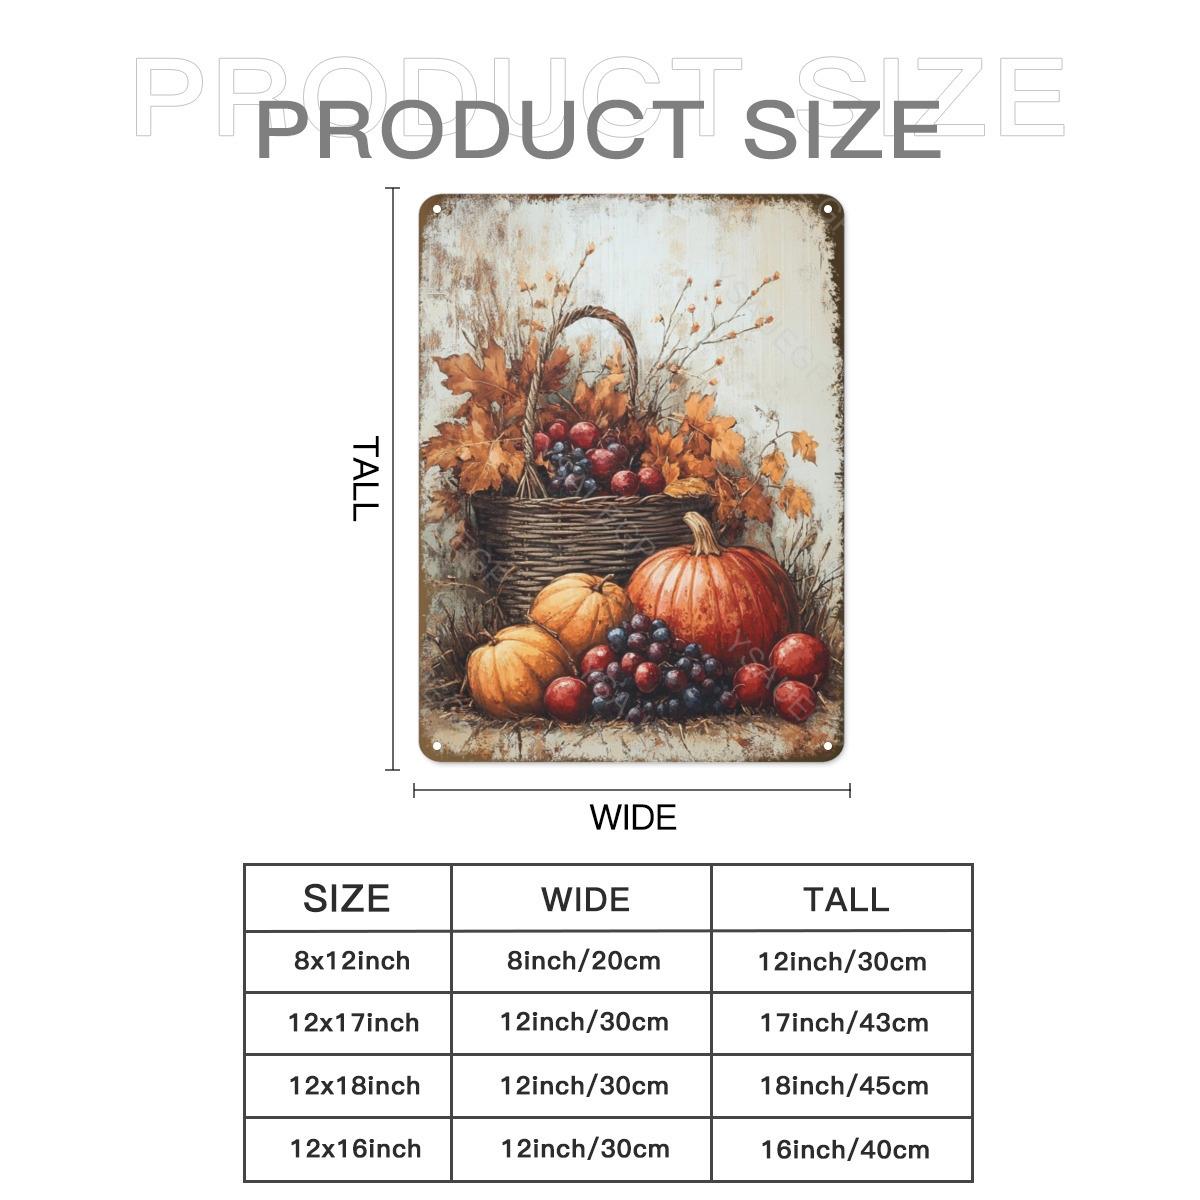 PRODUCT SIZE
PRODUCT SIZE
TALL
WIDE
SIZE WIDE TALL
8x12inch 8inch/20cm 12inch/30cm
12x17inch 12inch/30cm 17inch/43cm
12x18inch 12inch/30cm 18inch/45cm
12x16inch 12inch/30cm 16inch/40cm